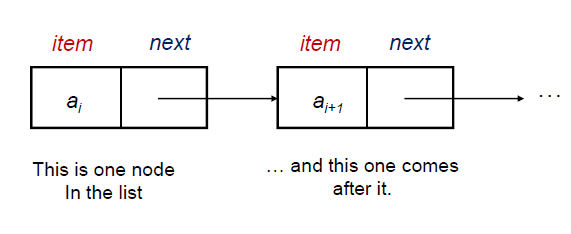 item next item next
aᵢ aᵢ₊₁ ...
This is one node
In the list
... and this one comes
after it.